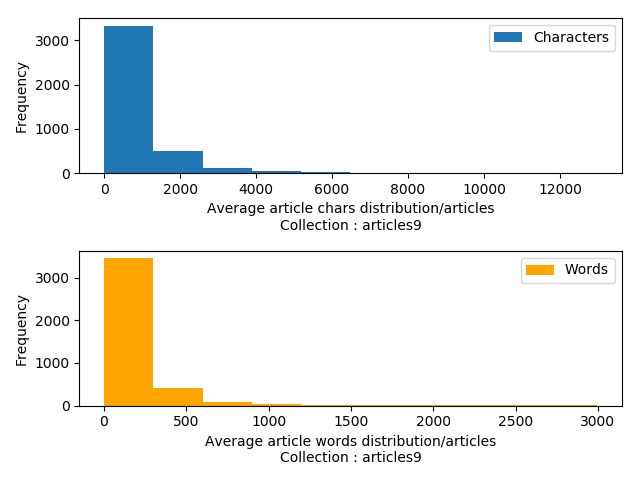 Characters
3000
2000
1000
0
Frequency
0 2000 4000 6000 8000 10000 12000
Average article chars distribution/articles
Collection : articles9
Words
3000
2000
1000
0
Frequency
0 500 1000 1500 2000 2500 3000
Average article words distribution/articles
Collection : articles9